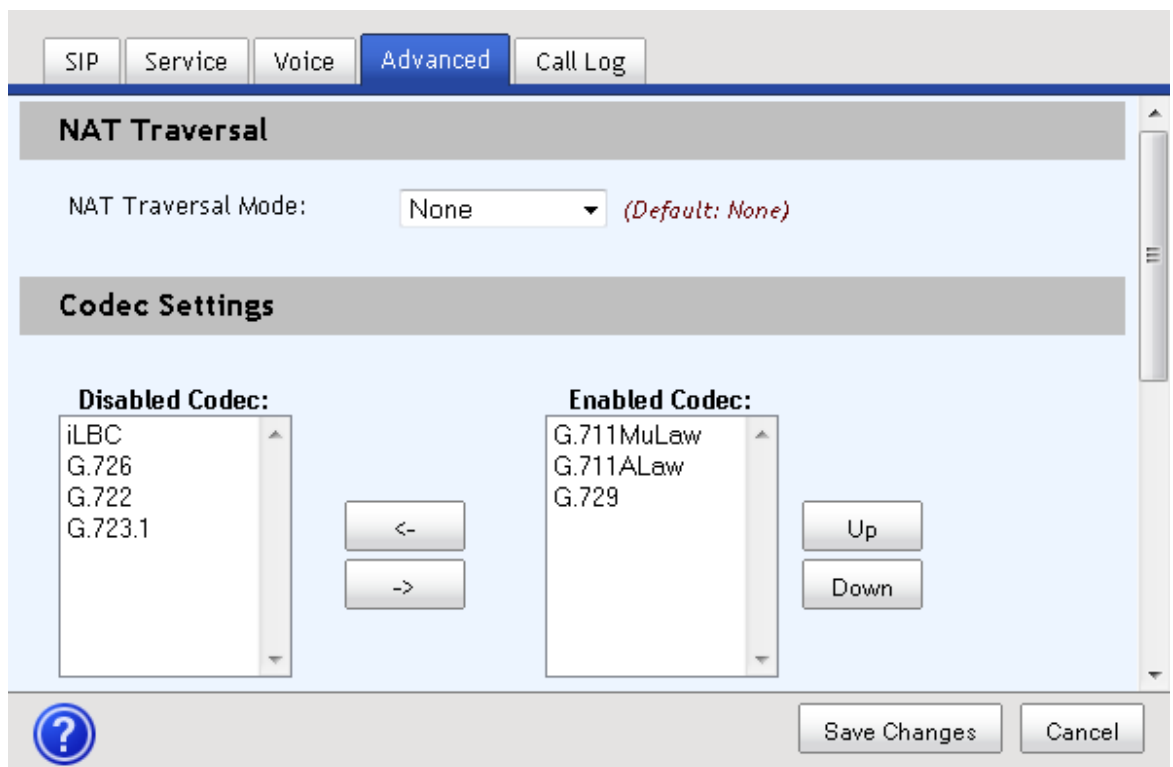 SIP Service Voice Advanced Call Log
NAT Traversal
NAT Traversal Mode: None (Default: None)
Codec Settings
Disabled Codec: Enabled Codec:
iLBC G.711MuLaw
G.726 G.711ALaw
G.722 G.729
G.723.1
<- Up
-> Down
? Save Changes Cancel